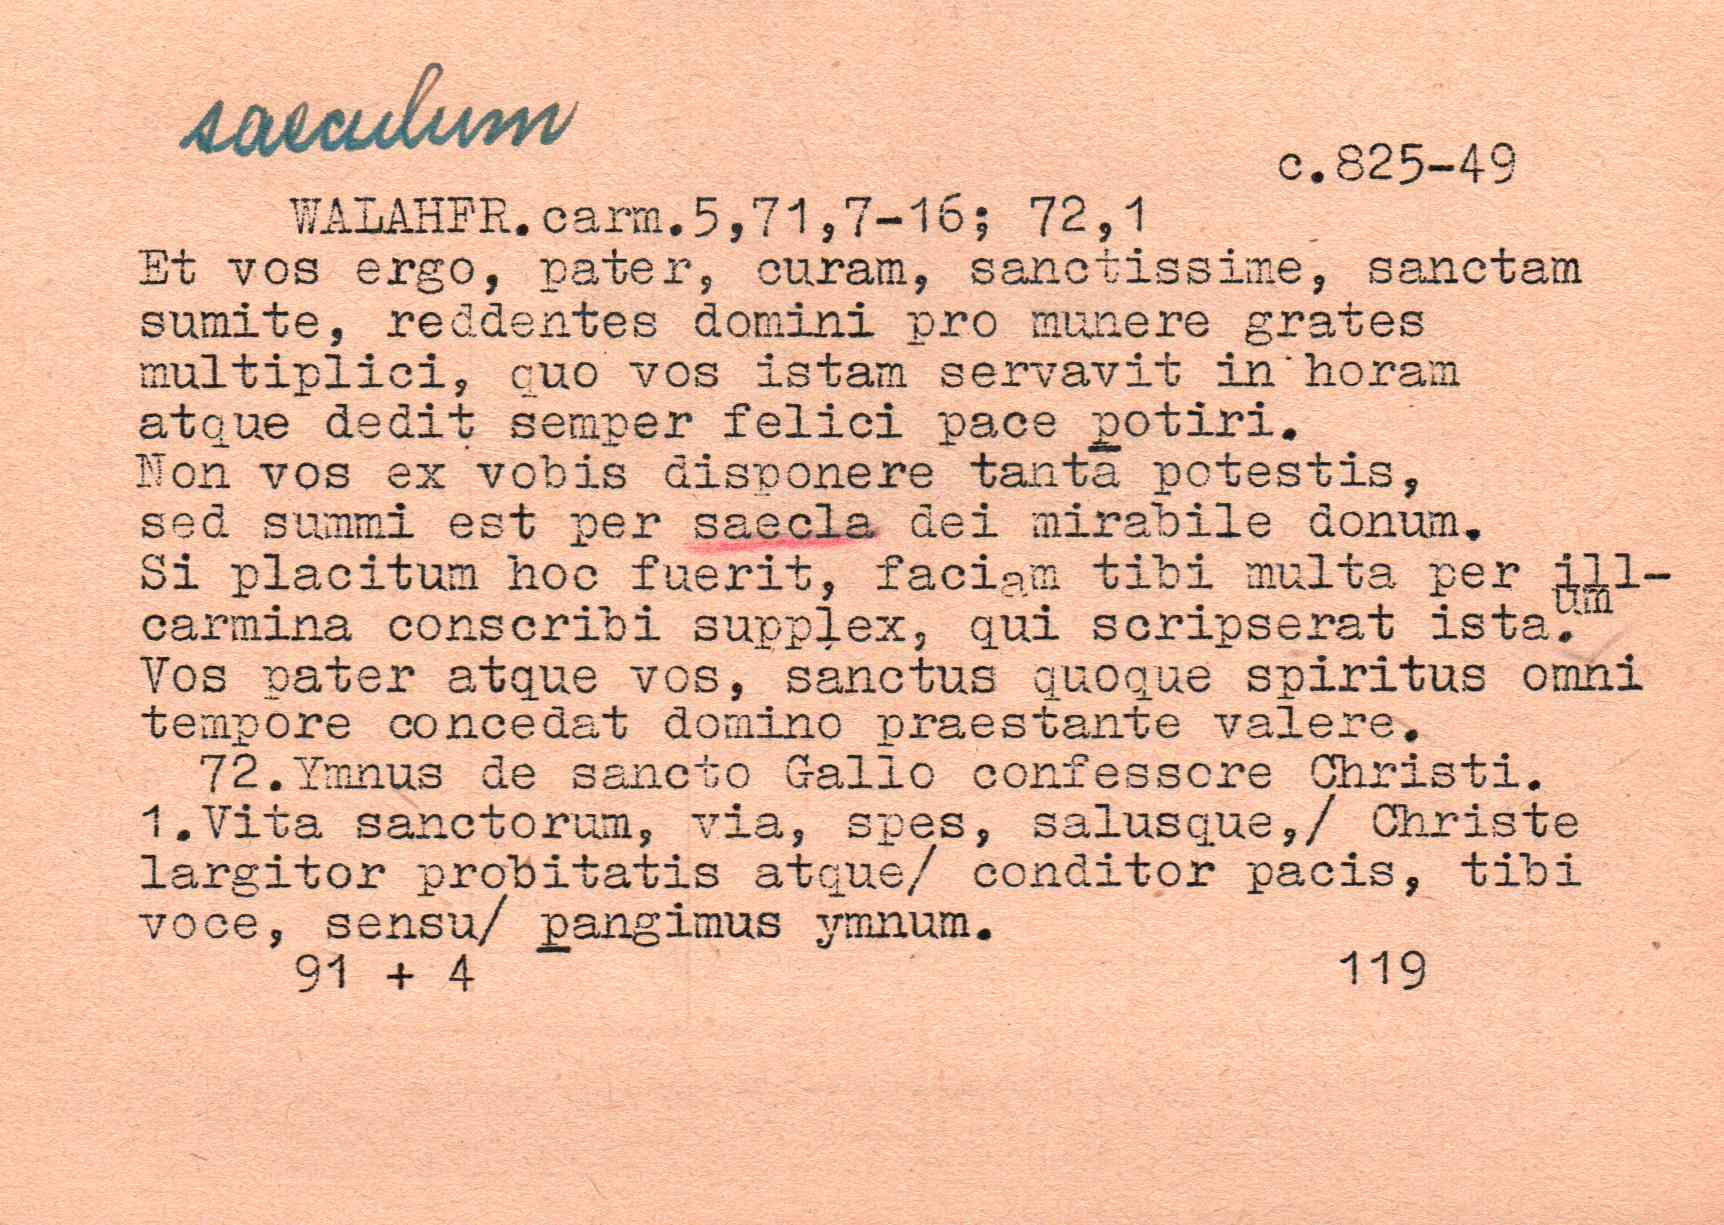 saeculum
c.825-49
WALAHFR.carm.5,71,7-16; 72,1
Et vos ergo, pater, curam, sanctissime, sanctam
sumite, reddentes domini pro munere grates
multiplici, quo vos istam servavit in horam
atque dedit semper felici pace potiri.
Non vos ex vobis disponere tanta potestis,
sed summi est per saecla dei mirabile donum.
Si placitum hoc fuerit, faciam tibi multa per ill-
um
carmina conscribi supplex, qui scripserat ista.
Vos pater atque vos, sanctus quoque spiritus omni
tempore concedat domino praestante valere.
72.Ymnus de sancto Gallo confessore Christi.
1.Vita sanctorum, via, spes, salusque,/ Christe
largitor probitatis atque/ conditor pacis, tibi
voce, sensu/ pangimus ymnum.
91 + 4 119